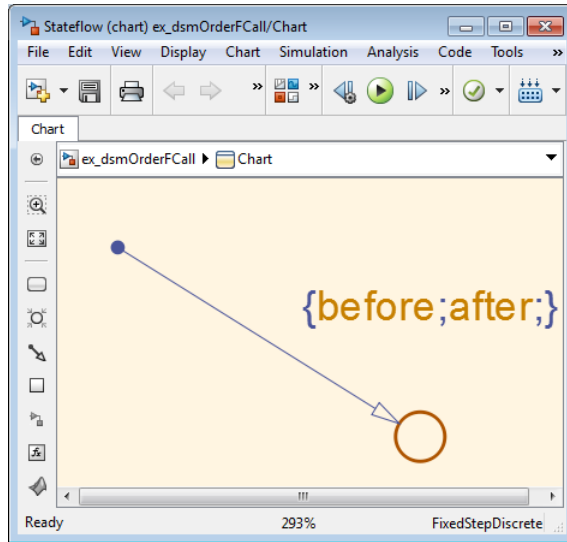 Stateflow (chart) ex_dsmOrderFCall/Chart
File Edit View Display Chart Simulation Analysis Code Tools »
» » »
Chart
ex_dsmOrderFCall Chart
{before;after;}
fx
Ready 293% FixedStepDiscrete